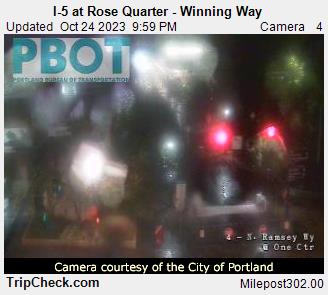 I-5 at Rose Quarter - Winning Way
Updated Oct 24 2023 9:59 PM Camera 4
PBOT
PORTLAND BUREAU OF TRANSPORTATION
4 - N. Ramsey Wy
@ One Ctr
Camera courtesy of the City of Portland
TripCheck.com Milepost302.00